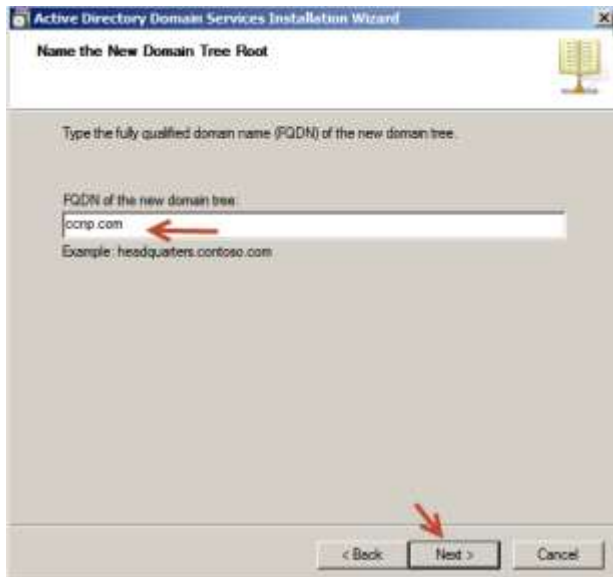 Active Directory Domain Services Installation Wizard
Name the New Domain Tree Root
Type the fully qualified domain name (FQDN) of the new domain tree.
FQDN of the new domain tree:
ccnp.com
Example: headquarters.contoso.com
< Back
Next >
Cancel